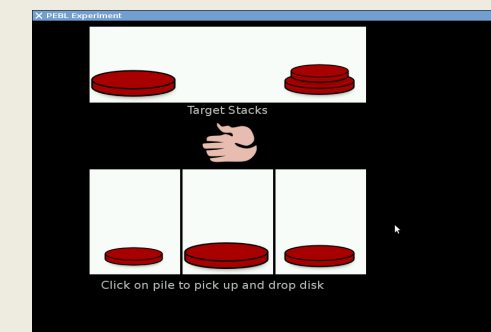 PEBL Experiment
Target Stacks
Click on pile to pick up and drop disk